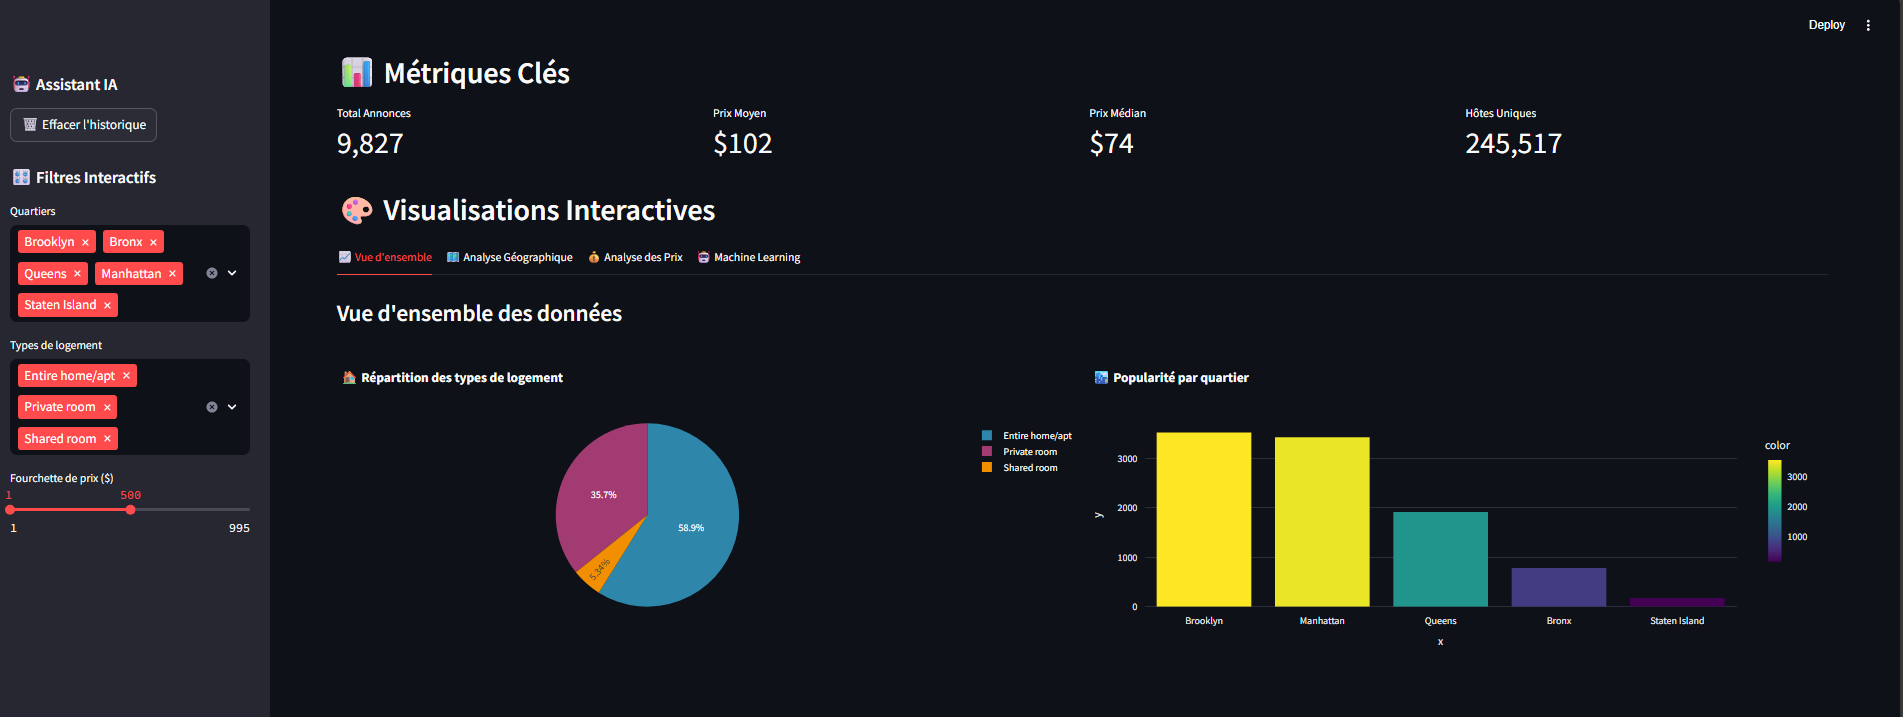 Deploy
Assistant IA
Effacer l'historique
Filtres Interactifs
Quartiers
Brooklyn × Bronx ×
Queens × Manhattan ×
Staten Island ×
Types de logement
Entire home/apt ×
Private room ×
Shared room ×
Fourchette de prix ($)
1 500
1 995
Métriques Clés
Total Annonces Prix Moyen Prix Médian Hôtes Uniques
9,827 $102 $74 245,517
Visualisations Interactives
Vue d'ensemble Analyse Géographique Analyse des Prix Machine Learning
Vue d'ensemble des données
Répartition des types de logement
35.7%
58.9%
5.34%
Entire home/apt
Private room
Shared room
Popularité par quartier
3000
2000
1000
0
y
Brooklyn Manhattan Queens Bronx Staten Island
x
color
3000
2000
1000